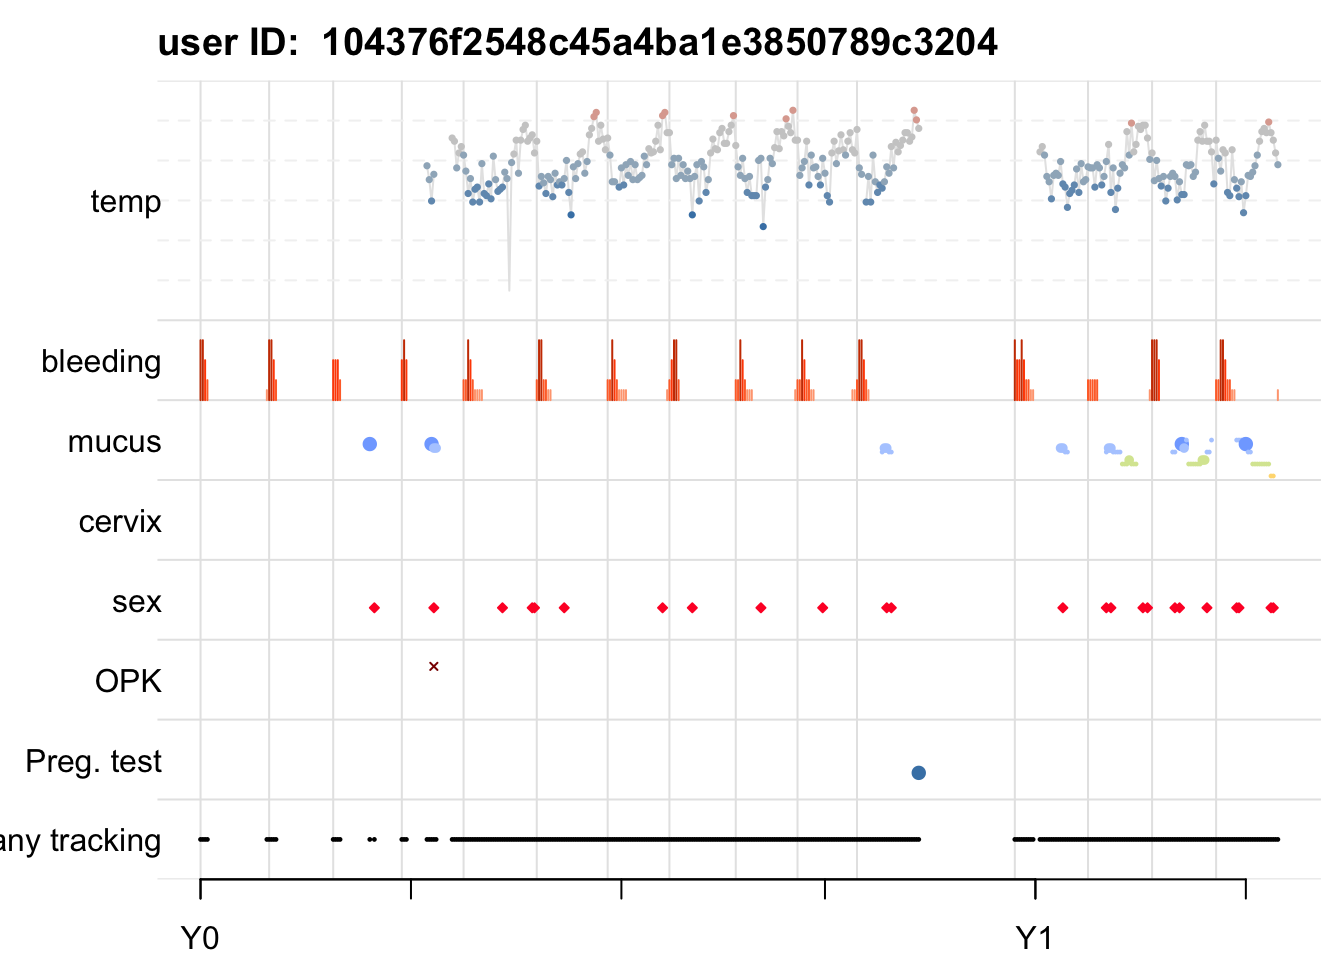 user ID:  104376f2548c45a4ba1e3850789c3204
temp
bleeding
mucus
cervix
sex
OPK
Preg. test
any tracking
Y0 Y1